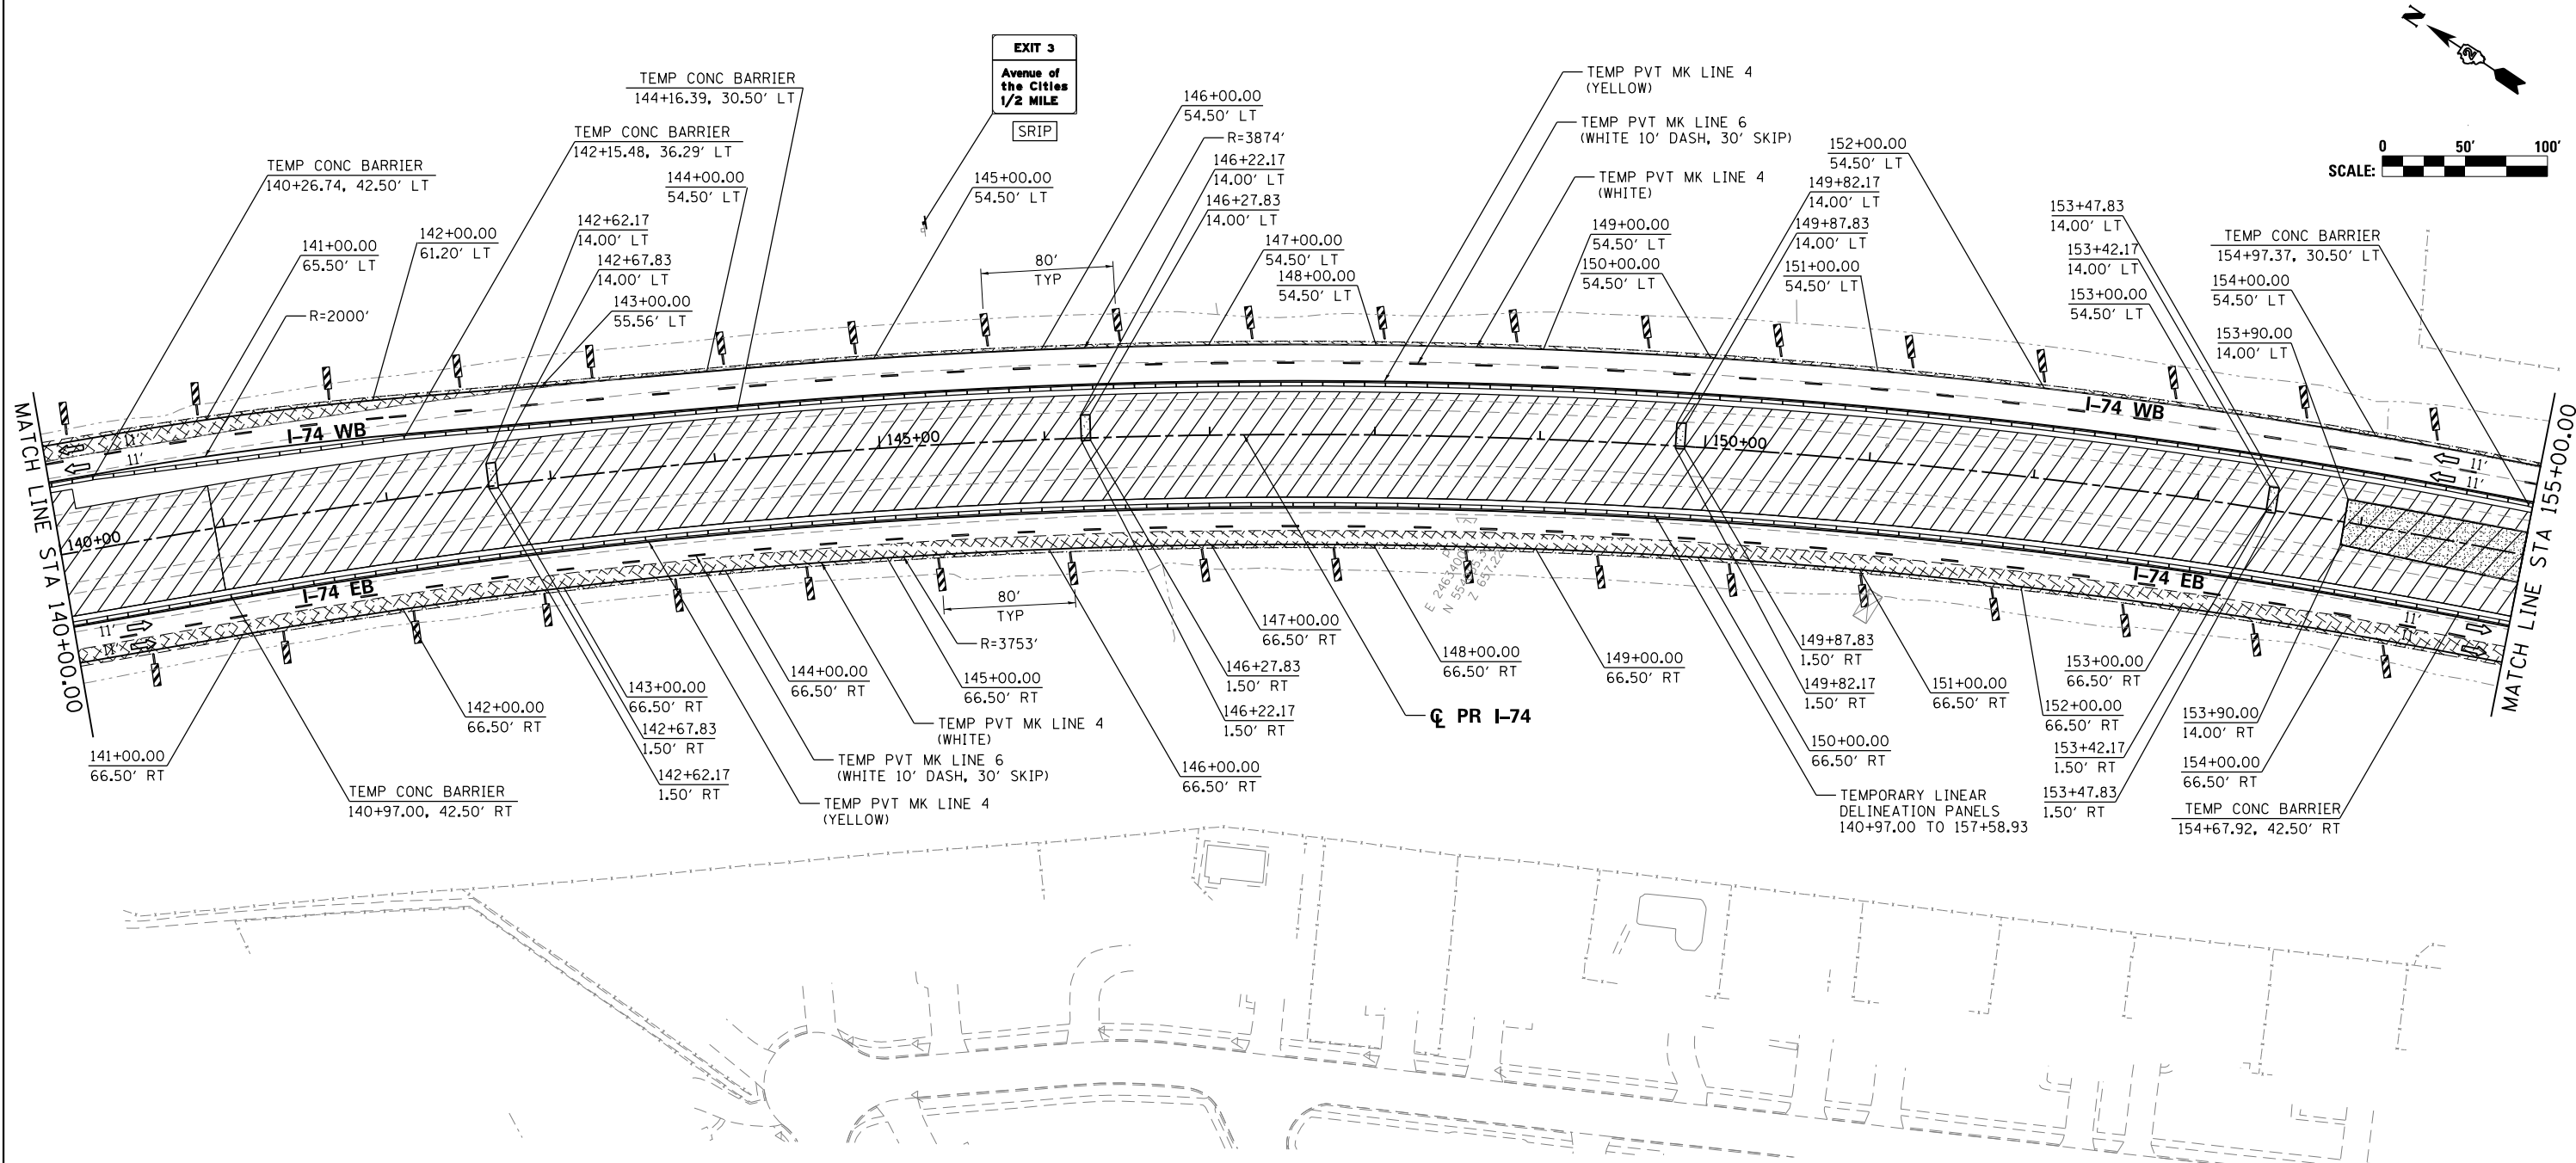 EXIT 3
Avenue of
the Cities
1/2 MILE
SRIP
N
0 50' 100'
SCALE:
TEMP CONC BARRIER
144+16.39, 30.50' LT
TEMP CONC BARRIER
142+15.48, 36.29' LT
TEMP CONC BARRIER
140+26.74, 42.50' LT
144+00.00
54.50' LT
142+00.00
61.20' LT
141+00.00
65.50' LT
R=2000'
142+62.17
14.00' LT
142+67.83
14.00' LT
143+00.00
55.56' LT
145+00.00
54.50' LT
80'
TYP
146+00.00
54.50' LT
R=3874'
146+22.17
14.00' LT
146+27.83
14.00' LT
147+00.00
54.50' LT
148+00.00
54.50' LT
TEMP PVT MK LINE 4
(YELLOW)
TEMP PVT MK LINE 6
(WHITE 10' DASH, 30' SKIP)
TEMP PVT MK LINE 4
(WHITE)
149+00.00
54.50' LT
150+00.00
54.50' LT
152+00.00
54.50' LT
149+82.17
14.00' LT
149+87.83
14.00' LT
151+00.00
54.50' LT
153+47.83
14.00' LT
153+42.17
14.00' LT
153+00.00
54.50' LT
TEMP CONC BARRIER
154+97.37, 30.50' LT
154+00.00
54.50' LT
153+90.00
14.00' LT
MATCH LINE STA 140+00.00
11'
11'
I-74 WB
140+00
145+00
150+00
I-74 WB
11'
11'
MATCH LINE STA 155+00.00
I-74 EB
11'
11'
I-74 EB
11'
11'
141+00.00
66.50' RT
TEMP CONC BARRIER
140+97.00, 42.50' RT
142+00.00
66.50' RT
143+00.00
66.50' RT
142+67.83
1.50' RT
142+62.17
1.50' RT
144+00.00
66.50' RT
TEMP PVT MK LINE 4
(WHITE)
TEMP PVT MK LINE 6
(WHITE 10' DASH, 30' SKIP)
TEMP PVT MK LINE 4
(YELLOW)
80'
TYP
R=3753'
145+00.00
66.50' RT
146+00.00
66.50' RT
147+00.00
66.50' RT
146+27.83
1.50' RT
146+22.17
1.50' RT
℄ PR I-74
148+00.00
66.50' RT
149+00.00
66.50' RT
149+87.83
1.50' RT
149+82.17
1.50' RT
150+00.00
66.50' RT
TEMPORARY LINEAR
DELINEATION PANELS
140+97.00 TO 157+58.93
151+00.00
66.50' RT
152+00.00
66.50' RT
153+00.00
66.50' RT
153+42.17
1.50' RT
153+47.83
1.50' RT
153+90.00
14.00' RT
154+00.00
66.50' RT
TEMP CONC BARRIER
154+67.92, 42.50' RT